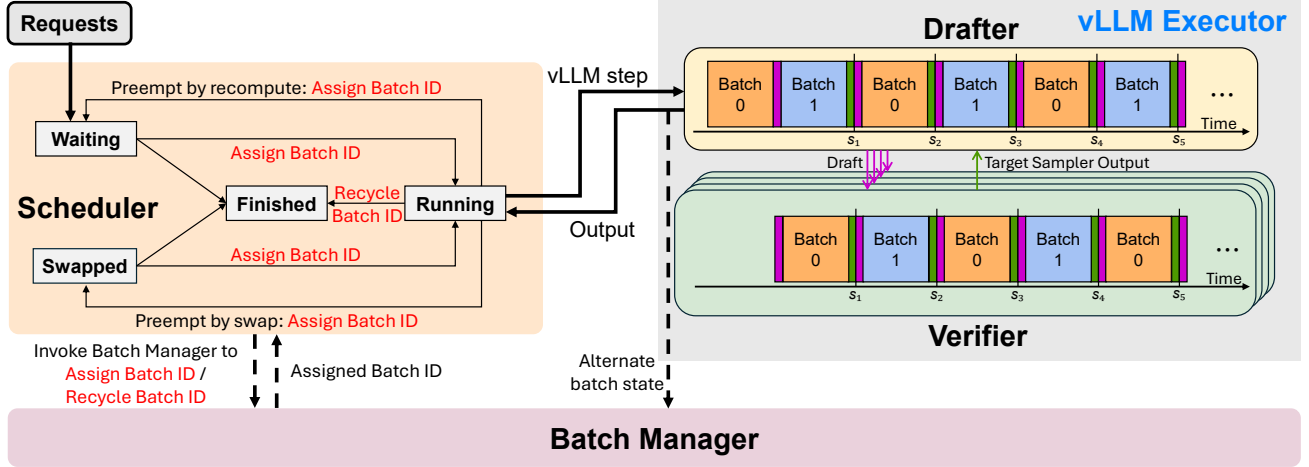 Requests
Preempt by recompute: Assign Batch ID
Waiting
Assign Batch ID
Scheduler
Finished
Recycle
Batch ID
Running
Swapped
Assign Batch ID
Preempt by swap: Assign Batch ID
vLLM step
Output
vLLM Executor
Drafter
Batch
0
Batch
1
Batch
0
Batch
1
Batch
0
Batch
1
...
Time
s₁
s₂
s₃
s₄
s₅
Draft
Target Sampler Output
Batch
0
Batch
1
Batch
0
Batch
1
Batch
0
...
Time
s₁
s₂
s₃
s₄
s₅
Verifier
Invoke Batch Manager to
Assign Batch ID /
Recycle Batch ID
Assigned Batch ID
Alternate
batch state
Batch Manager